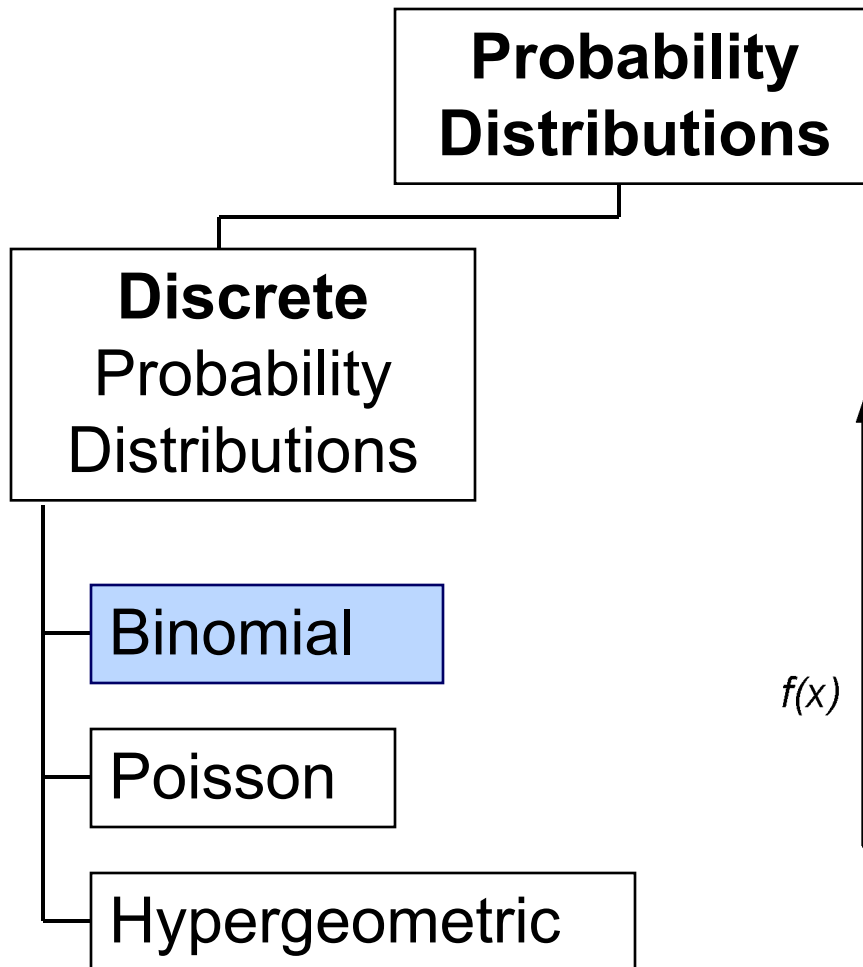 Probability
Distributions
Discrete
Probability
Distributions
Binomial
f(x)
Poisson
Hypergeometric